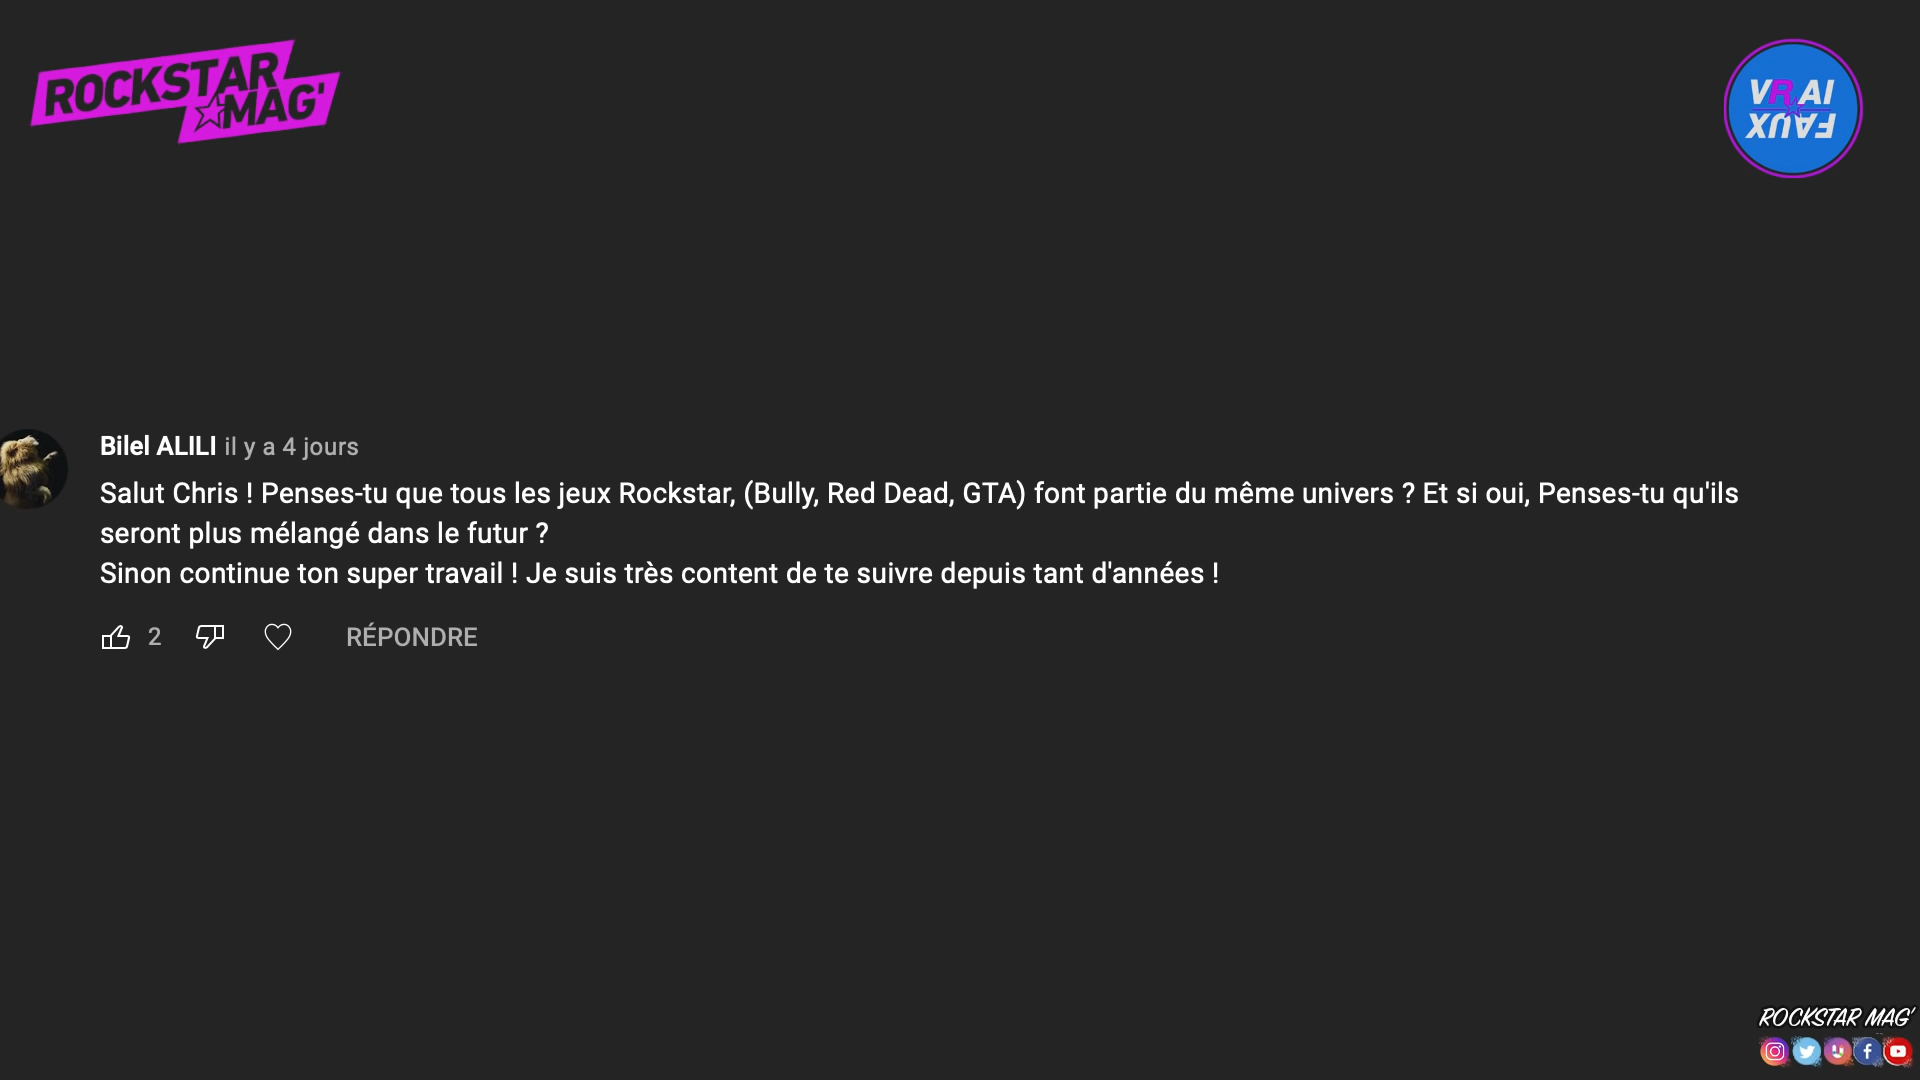 ROCKSTAR
MAG'
VRAI
FAUX
Bilel ALILI il y a 4 jours
Salut Chris ! Penses-tu que tous les jeux Rockstar, (Bully, Red Dead, GTA) font partie du même univers ? Et si oui, Penses-tu qu'ils
seront plus mélangé dans le futur ?
Sinon continue ton super travail ! Je suis très content de te suivre depuis tant d'années !
2 RÉPONDRE
ROCKSTAR MAG'